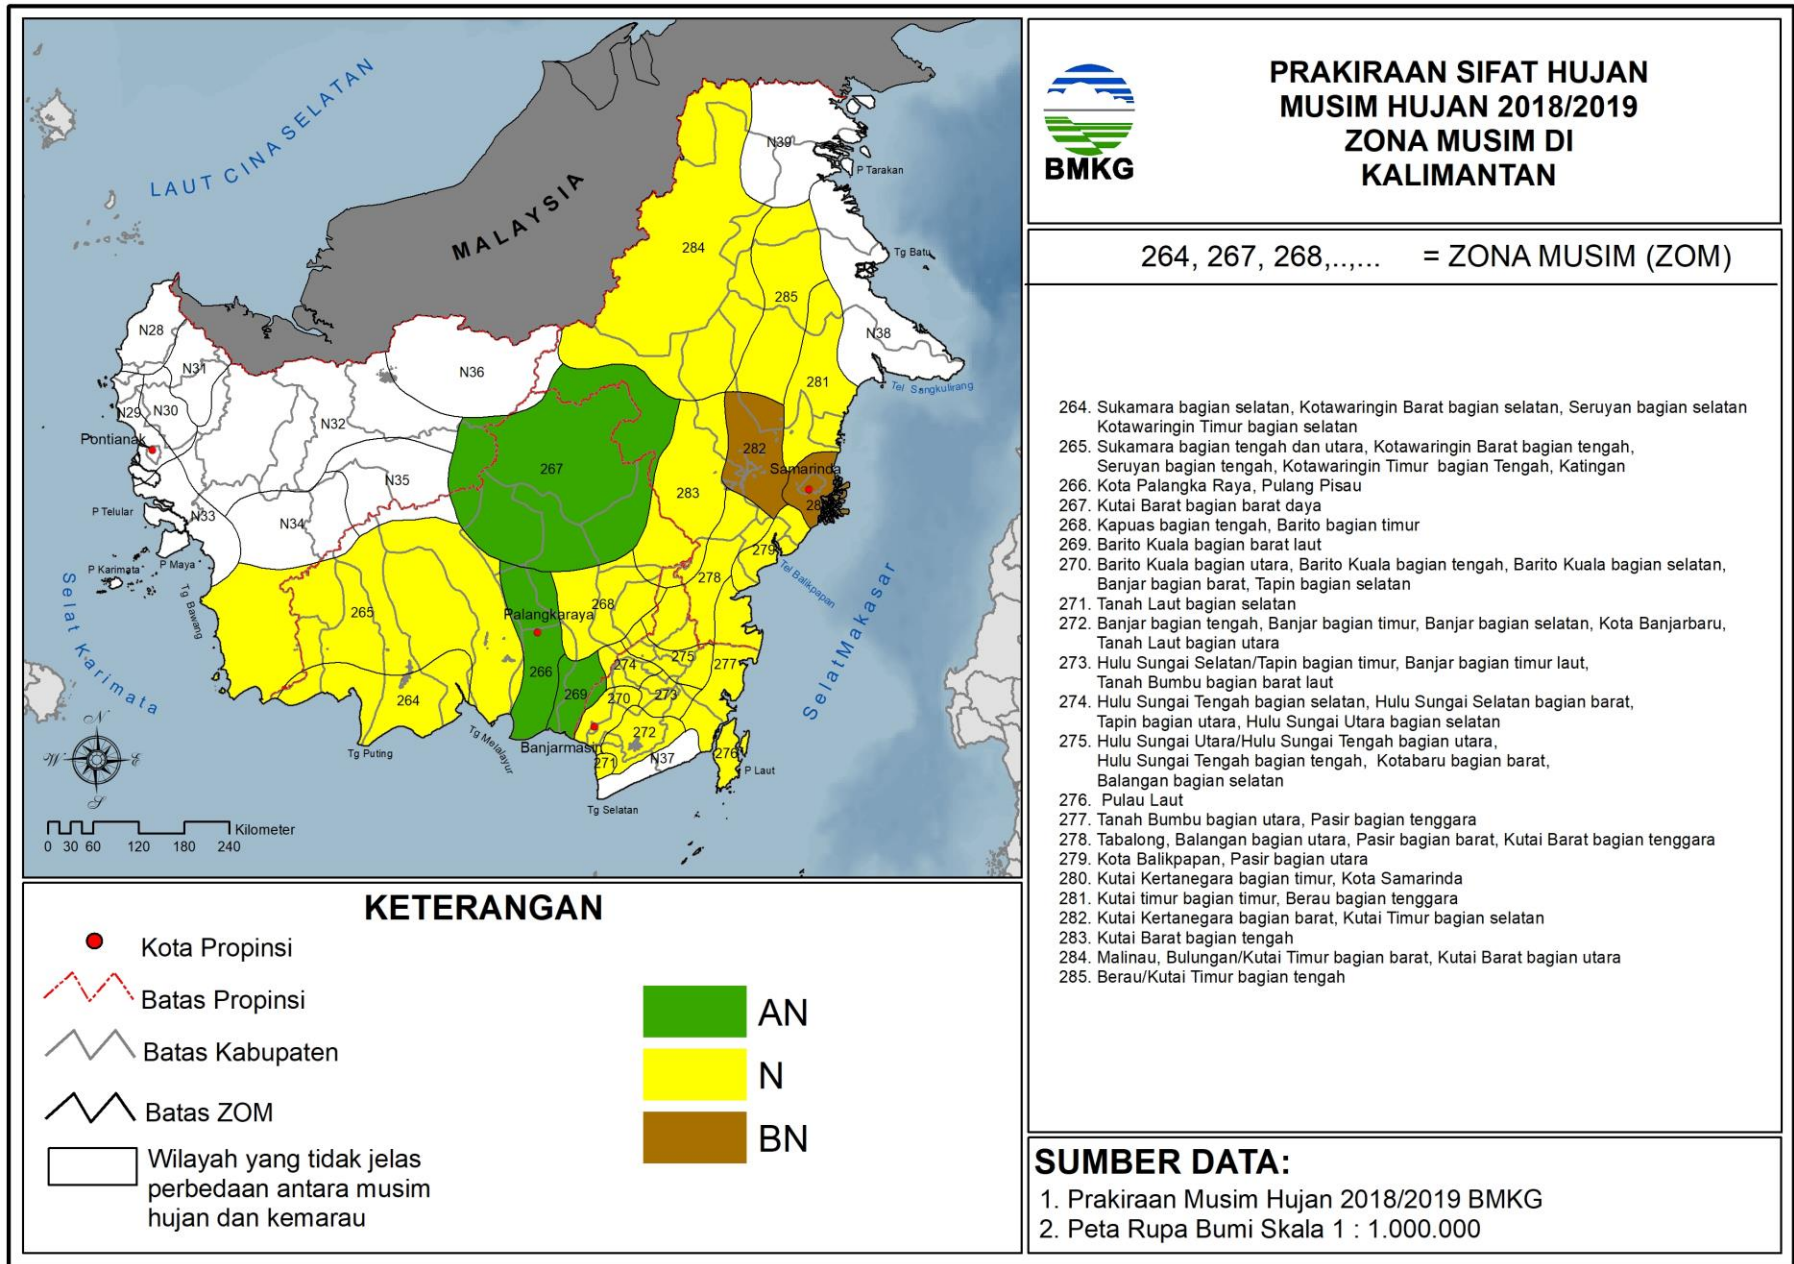 LAUT CINA SELATAN
MALAYSIA
N39
P Tarakan
284
Tg Batu
285
N28
N38
N31
N36
281
Tel Sangkulirang
N29
N30
N32
Pontianak
282
267
Samarinda
N35
283
P Telular
N33
N34
279
Tel Balikpapan
P Karimata
P Maya
278
Selat Karimata
Tg Bawang
265
268
Palangkaraya
Selat Makasar
274
275
277
266
269
270
273
264
272
Tg Melalayur
Banjarmasin
Tg Puting
271
N37
276
P Laut
Tg Selatan
N
W
E
S
Kilometer
0 30 60 120 180 240
BMKG
PRAKIRAAN SIFAT HUJAN
MUSIM HUJAN 2018/2019
ZONA MUSIM DI
KALIMANTAN
264, 267, 268,..,... = ZONA MUSIM (ZOM)
264. Sukamara bagian selatan, Kotawaringin Barat bagian selatan, Seruyan bagian selatan
Kotawaringin Timur bagian selatan
265. Sukamara bagian tengah dan utara, Kotawaringin Barat bagian tengah,
Seruyan bagian tengah, Kotawaringin Timur bagian Tengah, Katingan
266. Kota Palangka Raya, Pulang Pisau
267. Kutai Barat bagian barat daya
268. Kapuas bagian tengah, Barito bagian timur
269. Barito Kuala bagian barat laut
270. Barito Kuala bagian utara, Barito Kuala bagian tengah, Barito Kuala bagian selatan,
Banjar bagian barat, Tapin bagian selatan
271. Tanah Laut bagian selatan
272. Banjar bagian tengah, Banjar bagian timur, Banjar bagian selatan, Kota Banjarbaru,
Tanah Laut bagian utara
273. Hulu Sungai Selatan/Tapin bagian timur, Banjar bagian timur laut,
Tanah Bumbu bagian barat laut
274. Hulu Sungai Tengah bagian selatan, Hulu Sungai Selatan bagian barat,
Tapin bagian utara, Hulu Sungai Utara bagian selatan
275. Hulu Sungai Utara/Hulu Sungai Tengah bagian utara,
Hulu Sungai Tengah bagian tengah, Kotabaru bagian barat,
Balangan bagian selatan
276. Pulau Laut
277. Tanah Bumbu bagian utara, Pasir bagian tenggara
278. Tabalong, Balangan bagian utara, Pasir bagian barat, Kutai Barat bagian tenggara
279. Kota Balikpapan, Pasir bagian utara
280. Kutai Kertanegara bagian timur, Kota Samarinda
281. Kutai timur bagian timur, Berau bagian tenggara
282. Kutai Kertanegara bagian barat, Kutai Timur bagian selatan
283. Kutai Barat bagian tengah
284. Malinau, Bulungan/Kutai Timur bagian barat, Kutai Barat bagian utara
285. Berau/Kutai Timur bagian tengah
KETERANGAN
Kota Propinsi
Batas Propinsi
Batas Kabupaten
Batas ZOM
Wilayah yang tidak jelas
perbedaan antara musim
hujan dan kemarau
AN
N
BN
SUMBER DATA:
1. Prakiraan Musim Hujan 2018/2019 BMKG
2. Peta Rupa Bumi Skala 1 : 1.000.000